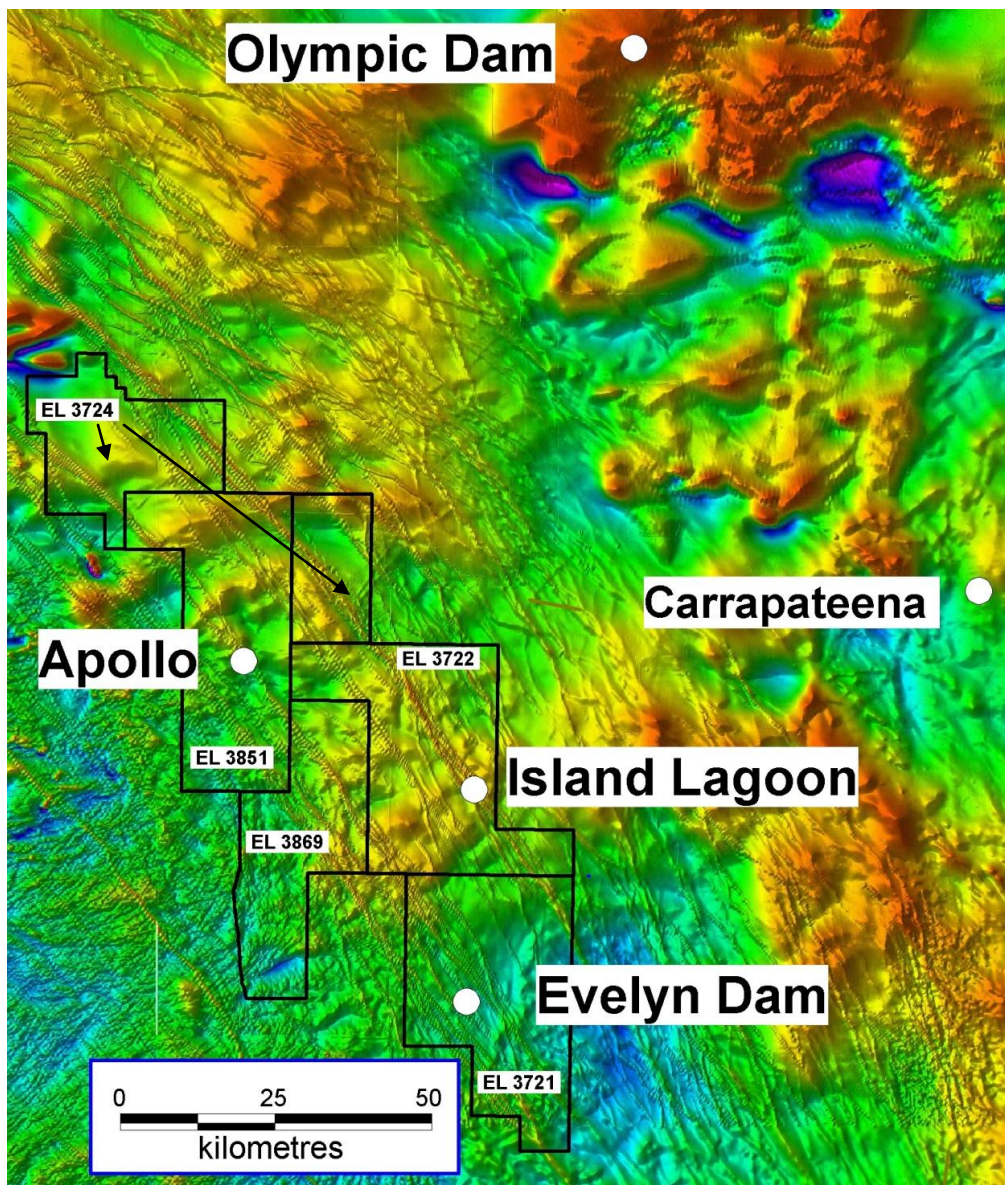 Olympic Dam
EL 3724
Carrapateena
Apollo
EL 3722
EL 3851
Island Lagoon
EL 3869
Evelyn Dam
EL 3721
0 25 50
kilometres